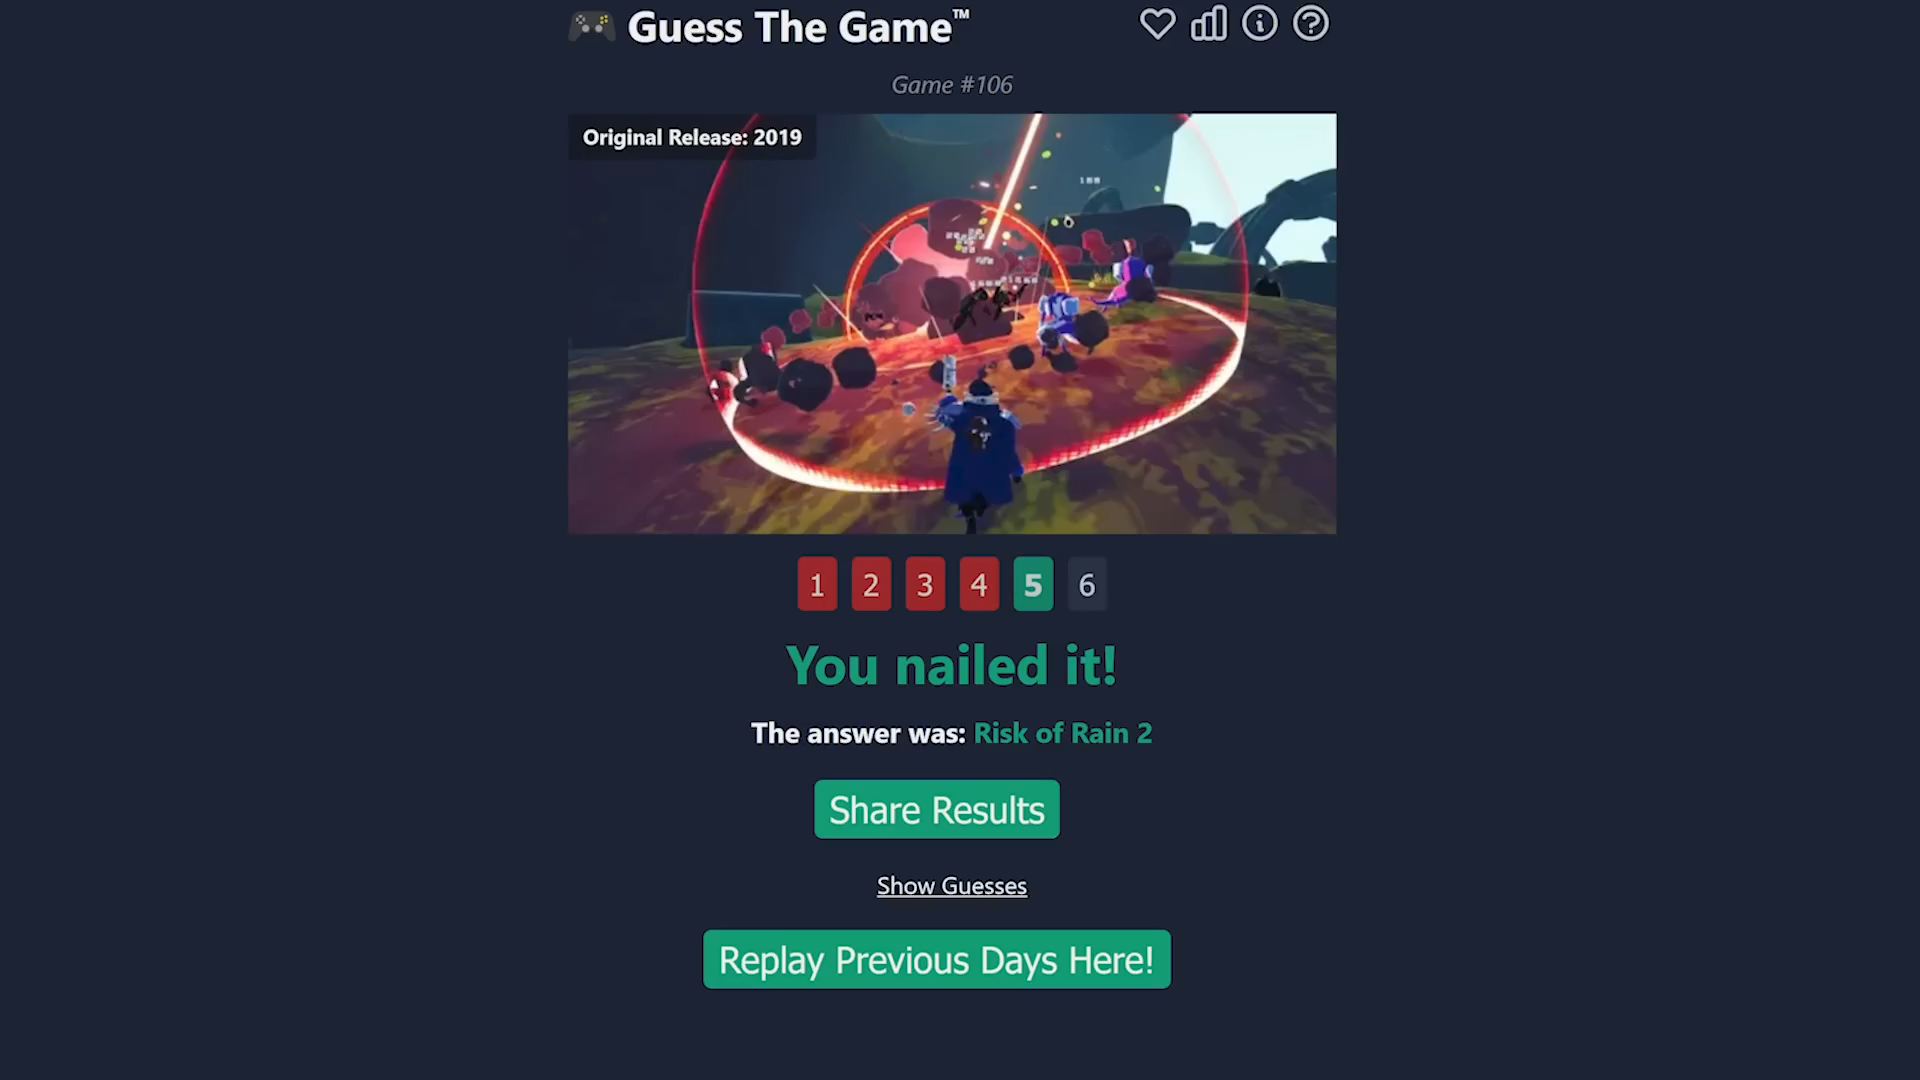 Guess The Game™
Game #106
Original Release: 2019
1 2 3 4 5 6
You nailed it!
The answer was: Risk of Rain 2
Share Results
Show Guesses
Replay Previous Days Here!